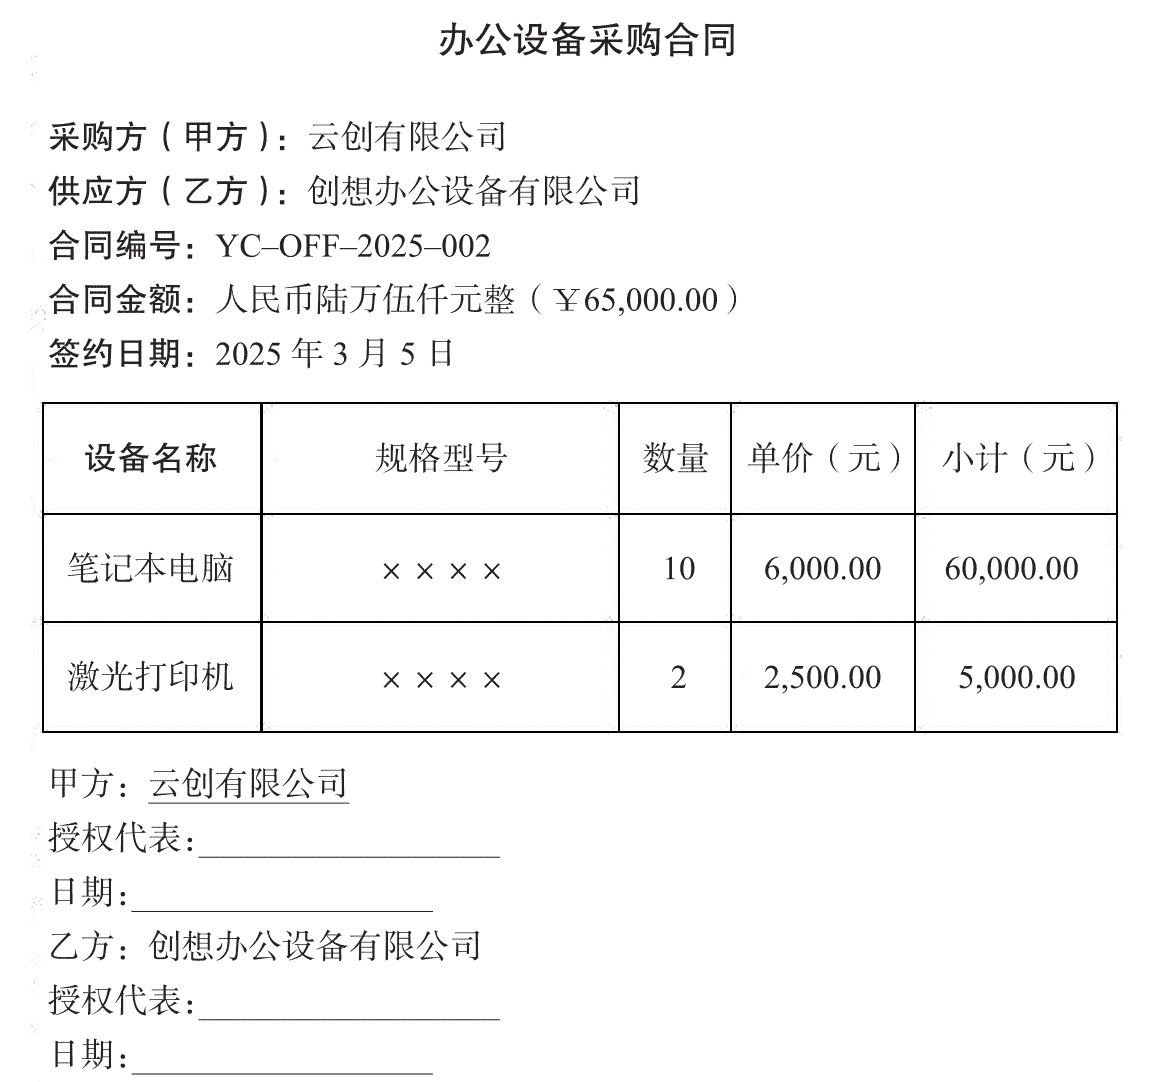 办公设备采购合同
采购方（甲方）：云创有限公司
供应方（乙方）：创想办公设备有限公司
合同编号：YC–OFF–2025–002
合同金额：人民币陆万伍仟元整（￥65,000.00）
签约日期：2025 年 3 月 5 日
设备名称 规格型号 数量 单价（元） 小计（元）
笔记本电脑 ×××× 10 6,000.00 60,000.00
激光打印机 ×××× 2 2,500.00 5,000.00
甲方：云创有限公司
授权代表:
日期:
乙方：创想办公设备有限公司
授权代表:
日期: